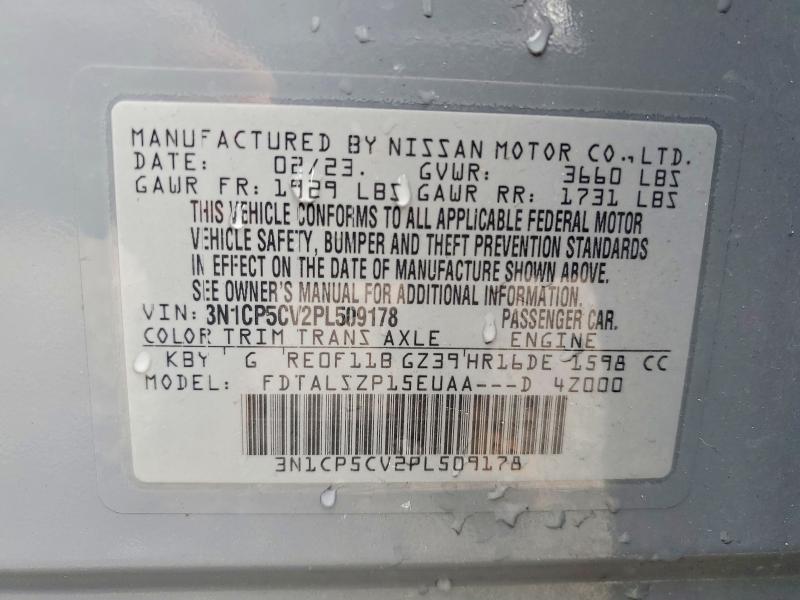 MANUFACTURED BY NISSAN MOTOR CO., LTD.
DATE: 02/23. GVWR: 3660 LBS
GAWR FR: 1929 LBS GAWR RR: 1731 LBS
THIS VEHICLE CONFORMS TO ALL APPLICABLE FEDERAL MOTOR
VEHICLE SAFETY, BUMPER AND THEFT PREVENTION STANDARDS
IN EFFECT ON THE DATE OF MANUFACTURE SHOWN ABOVE.
SEE OWNER'S MANUAL FOR ADDITIONAL INFORMATION.
VIN: 3N1CP5CV2PL509178 PASSENGER CAR.
COLOR TRIM TRANS AXLE ENGINE
KBY G RE0F11B GZ39 HR16DE 1598 CC
MODEL: FDTALSZP15EUAA---D 4Z000
3N1CP5CV2PL509178